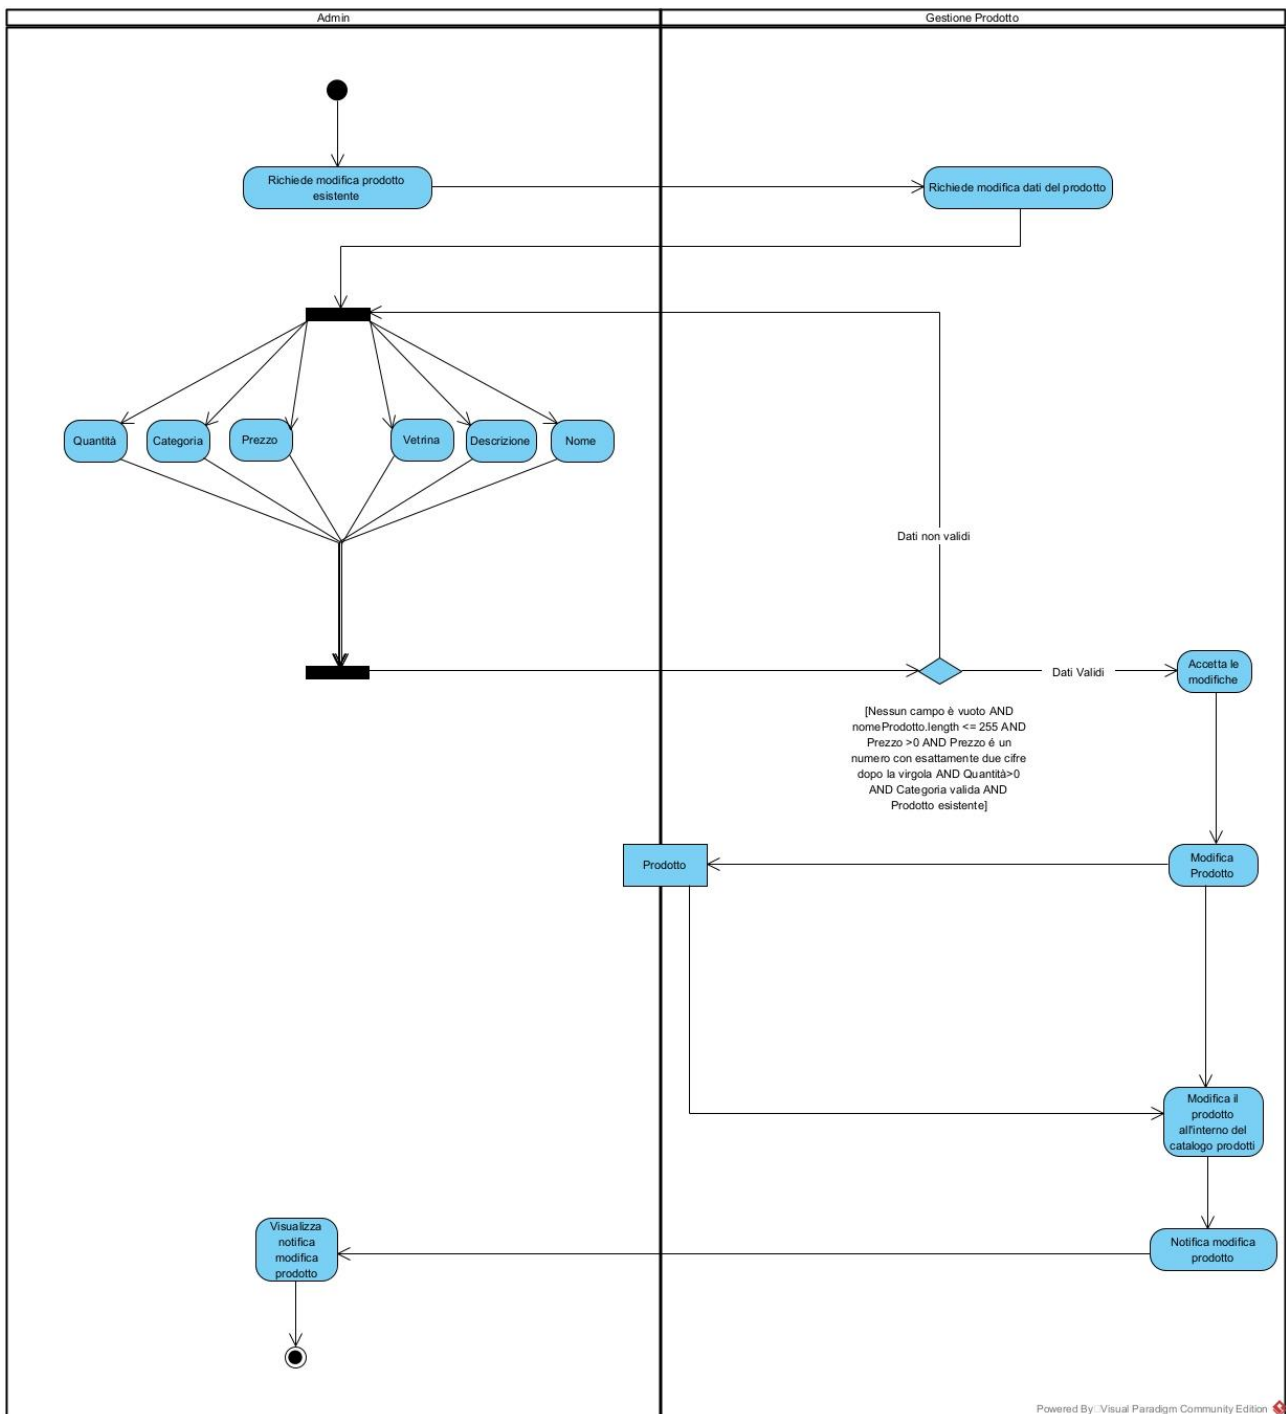 Admin
Gestione Prodotto
Richiede modifica prodotto
esistente
Richiede modifica dati del prodotto
Quantità
Categoria
Prezzo
Vetrina
Descrizione
Nome
Dati non validi
Dati Validi
Accetta le
modifiche
[Nessun campo è vuoto AND
nomeProdotto.length <= 255 AND
Prezzo >0 AND Prezzo é un
numero con esattamente due cifre
dopo la virgola AND Quantità>0
AND Categoria valida AND
Prodotto esistente]
Prodotto
Modifica
Prodotto
Modifica il
prodotto
all'interno del
catalogo prodotti
Visualizza
notifica
modifica
prodotto
Notifica modifica
prodotto
Powered By Visual Paradigm Community Edition